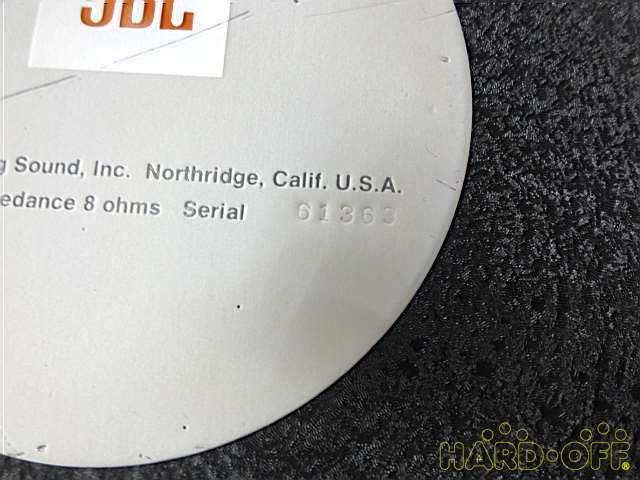 JBL
g Sound, Inc. Northridge, Calif. U.S.A.
edance 8 ohms Serial 61363
HARD-OFF®